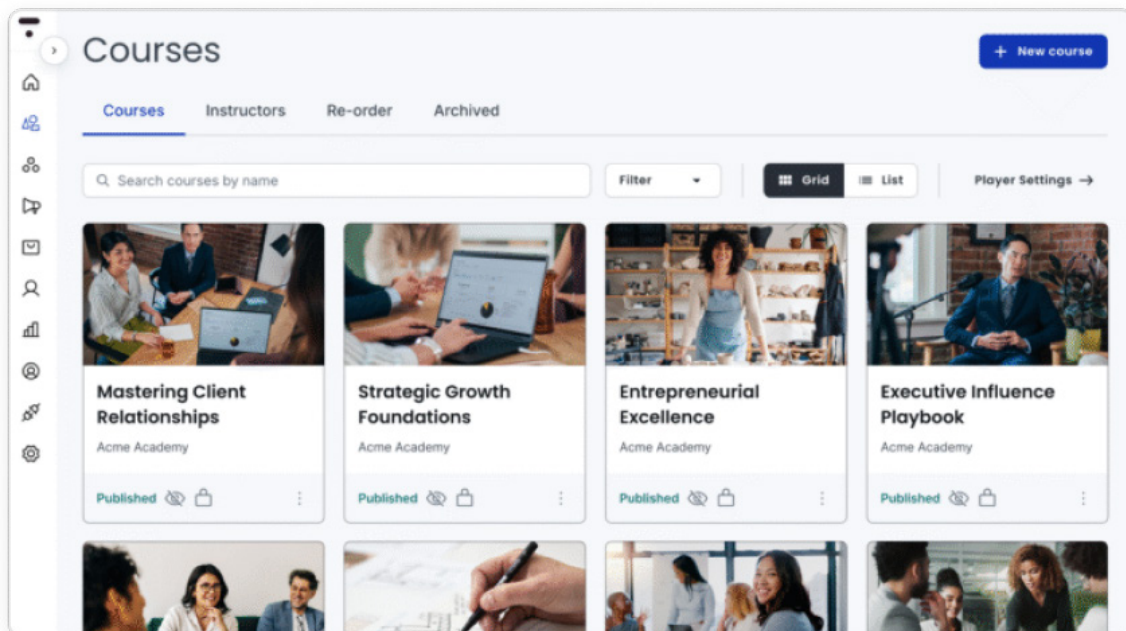 Courses
+ New course
Courses Instructors Re-order Archived
Search courses by name
Filter
Grid
List
Player Settings →
Mastering Client
Relationships
Acme Academy
Published
Strategic Growth
Foundations
Acme Academy
Published
Entrepreneurial
Excellence
Acme Academy
Published
Executive Influence
Playbook
Acme Academy
Published